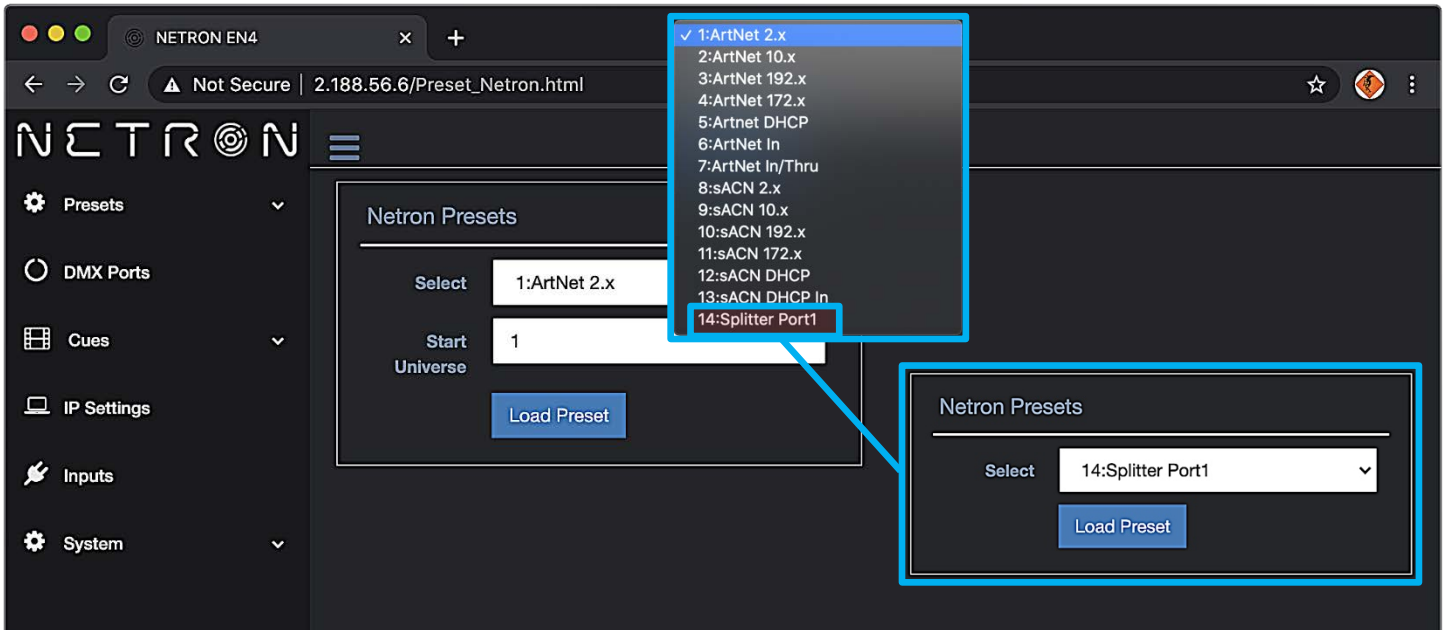 NETRON EN4
Not Secure | 2.188.56.6/Preset_Netron.html
NETRON
Presets
DMX Ports
Cues
IP Settings
Inputs
System
Netron Presets
Select
1:ArtNet 2.x
Start
Universe
1
Load Preset
✓ 1:ArtNet 2.x
2:ArtNet 10.x
3:ArtNet 192.x
4:ArtNet 172.x
5:Artnet DHCP
6:ArtNet In
7:ArtNet In/Thru
8:sACN 2.x
9:sACN 10.x
10:sACN 192.x
11:sACN 172.x
12:sACN DHCP
13:sACN DHCP In
14:Splitter Port1
Netron Presets
Select
14:Splitter Port1
Load Preset